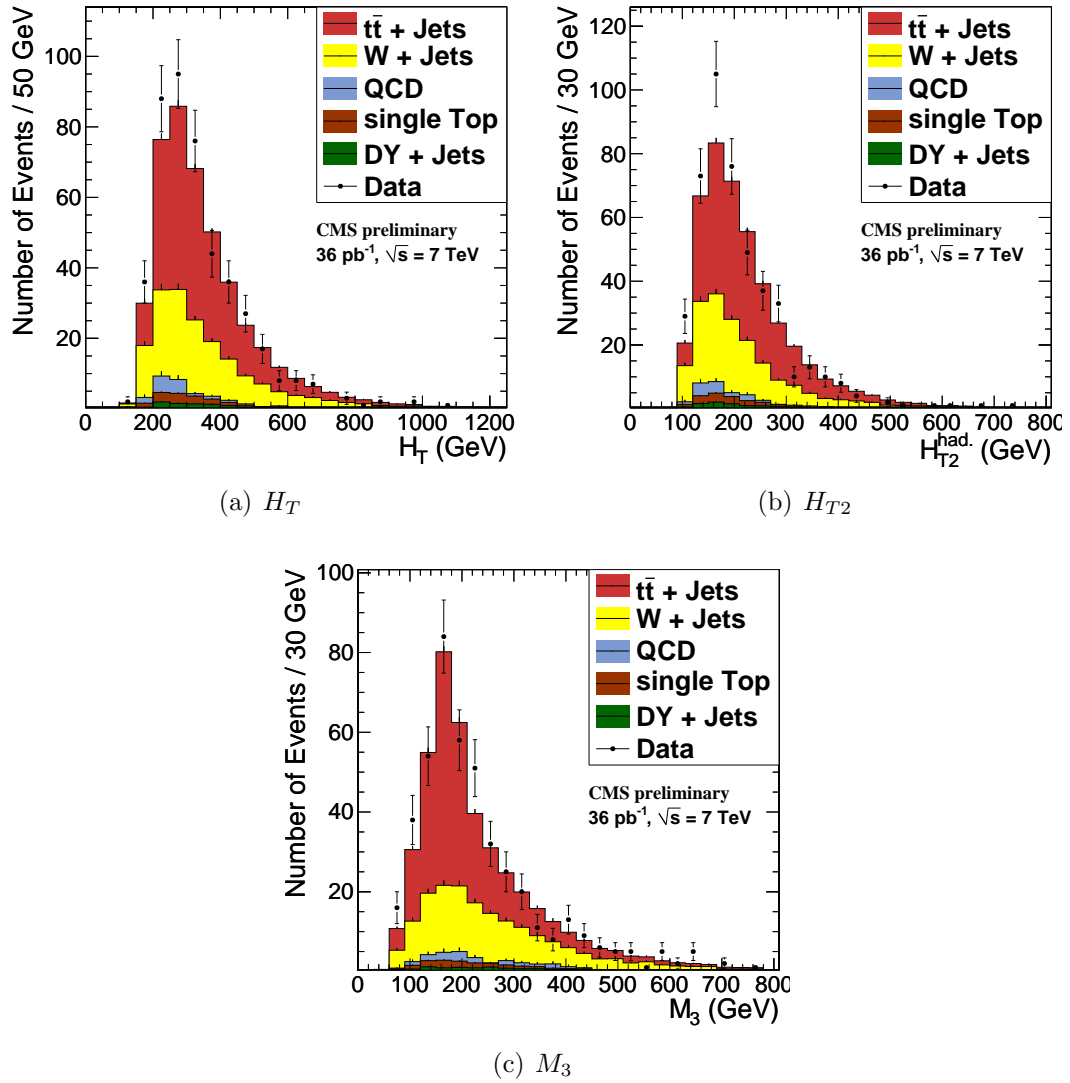 Number of Events / 50 GeV
100
80
60
40
20
0 200 400 600 800 1000 1200
H_T (GeV)
tt̄ + Jets
W + Jets
QCD
single Top
DY + Jets
Data
CMS preliminary
36 pb⁻¹, √s = 7 TeV
(a) H_T
Number of Events / 30 GeV
120
100
80
60
40
20
0 100 200 300 400 500 600 700 800
H_T2^had. (GeV)
tt̄ + Jets
W + Jets
QCD
single Top
DY + Jets
Data
CMS preliminary
36 pb⁻¹, √s = 7 TeV
(b) H_T2
Number of Events / 30 GeV
100
80
60
40
20
0 100 200 300 400 500 600 700 800
M_3 (GeV)
tt̄ + Jets
W + Jets
QCD
single Top
DY + Jets
Data
CMS preliminary
36 pb⁻¹, √s = 7 TeV
(c) M_3